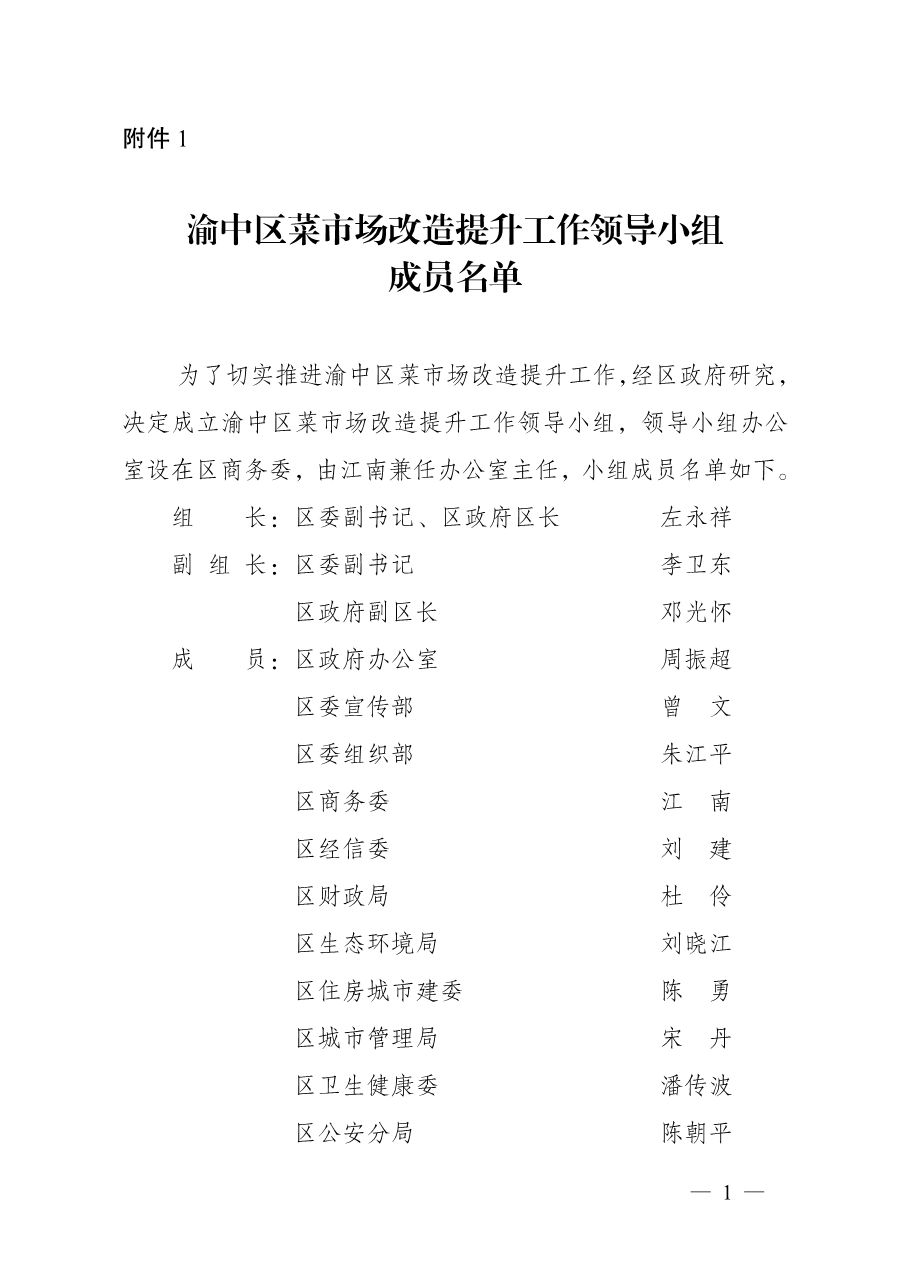 附件 1
渝中区菜市场改造提升工作领导小组
成员名单
为了切实推进渝中区菜市场改造提升工作，经区政府研究，
决定成立渝中区菜市场改造提升工作领导小组，领导小组办公
室设在区商务委，由江南兼任办公室主任，小组成员名单如下。
组 长：区委副书记、区政府区长 左永祥
副 组 长：区委副书记 李卫东
区政府副区长 邓光怀
成 员：区政府办公室 周振超
区委宣传部 曾 文
区委组织部 朱江平
区商务委 江 南
区经信委 刘 建
区财政局 杜 伶
区生态环境局 刘晓江
区住房城市建委 陈 勇
区城市管理局 宋 丹
区卫生健康委 潘传波
区公安分局 陈朝平
— 1 —